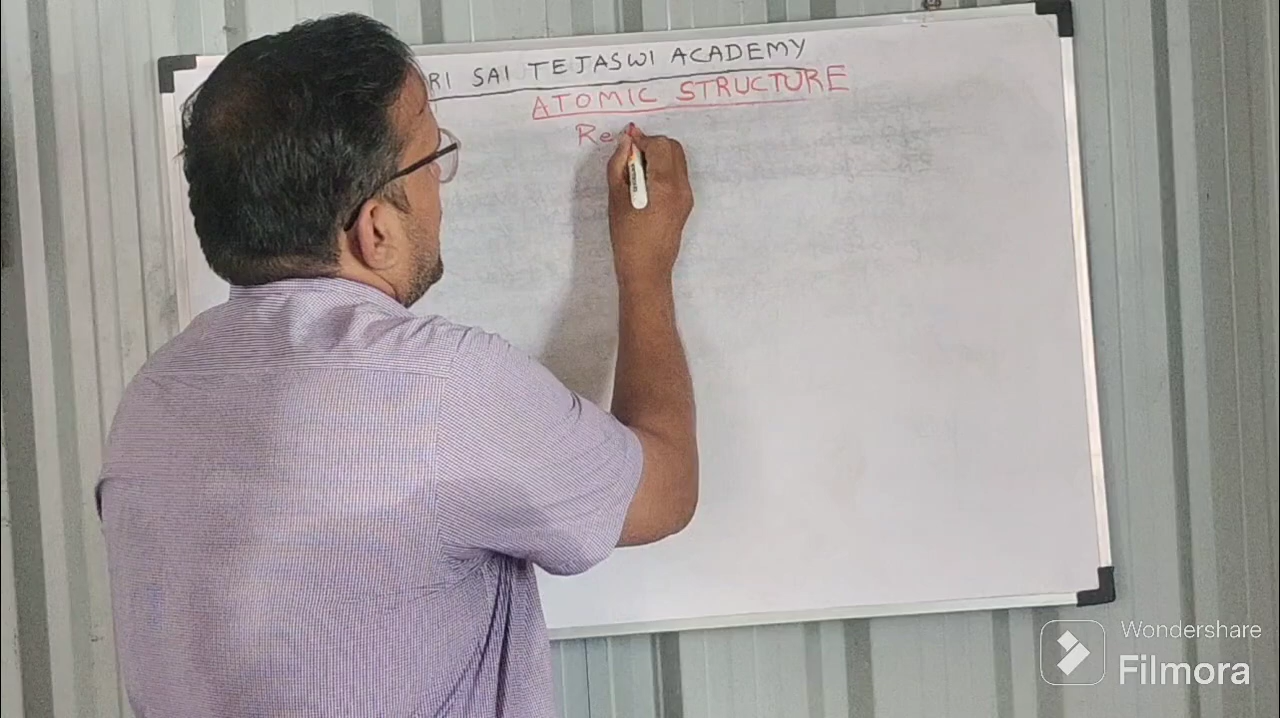 RI SAI TEJASWI ACADEMY
ATOMIC STRUCTURE
Re
Wondershare
Filmora